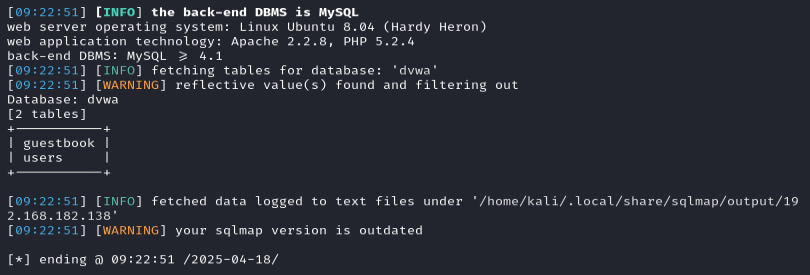 [09:22:51] [INFO] the back-end DBMS is MySQL
web server operating system: Linux Ubuntu 8.04 (Hardy Heron)
web application technology: Apache 2.2.8, PHP 5.2.4
back-end DBMS: MySQL ≥ 4.1
[09:22:51] [INFO] fetching tables for database: 'dvwa'
[09:22:51] [WARNING] reflective value(s) found and filtering out
Database: dvwa
[2 tables]
+-----------+
| guestbook |
| users     |
+-----------+
[09:22:51] [INFO] fetched data logged to text files under '/home/kali/.local/share/sqlmap/output/19
2.168.182.138'
[09:22:51] [WARNING] your sqlmap version is outdated
[*] ending @ 09:22:51 /2025-04-18/